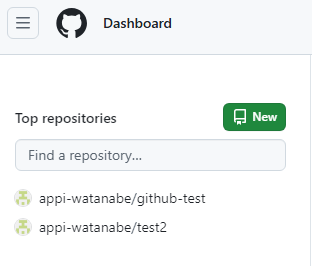 Dashboard
Top repositories
New
Find a repository...
appi-watanabe/github-test
appi-watanabe/test2